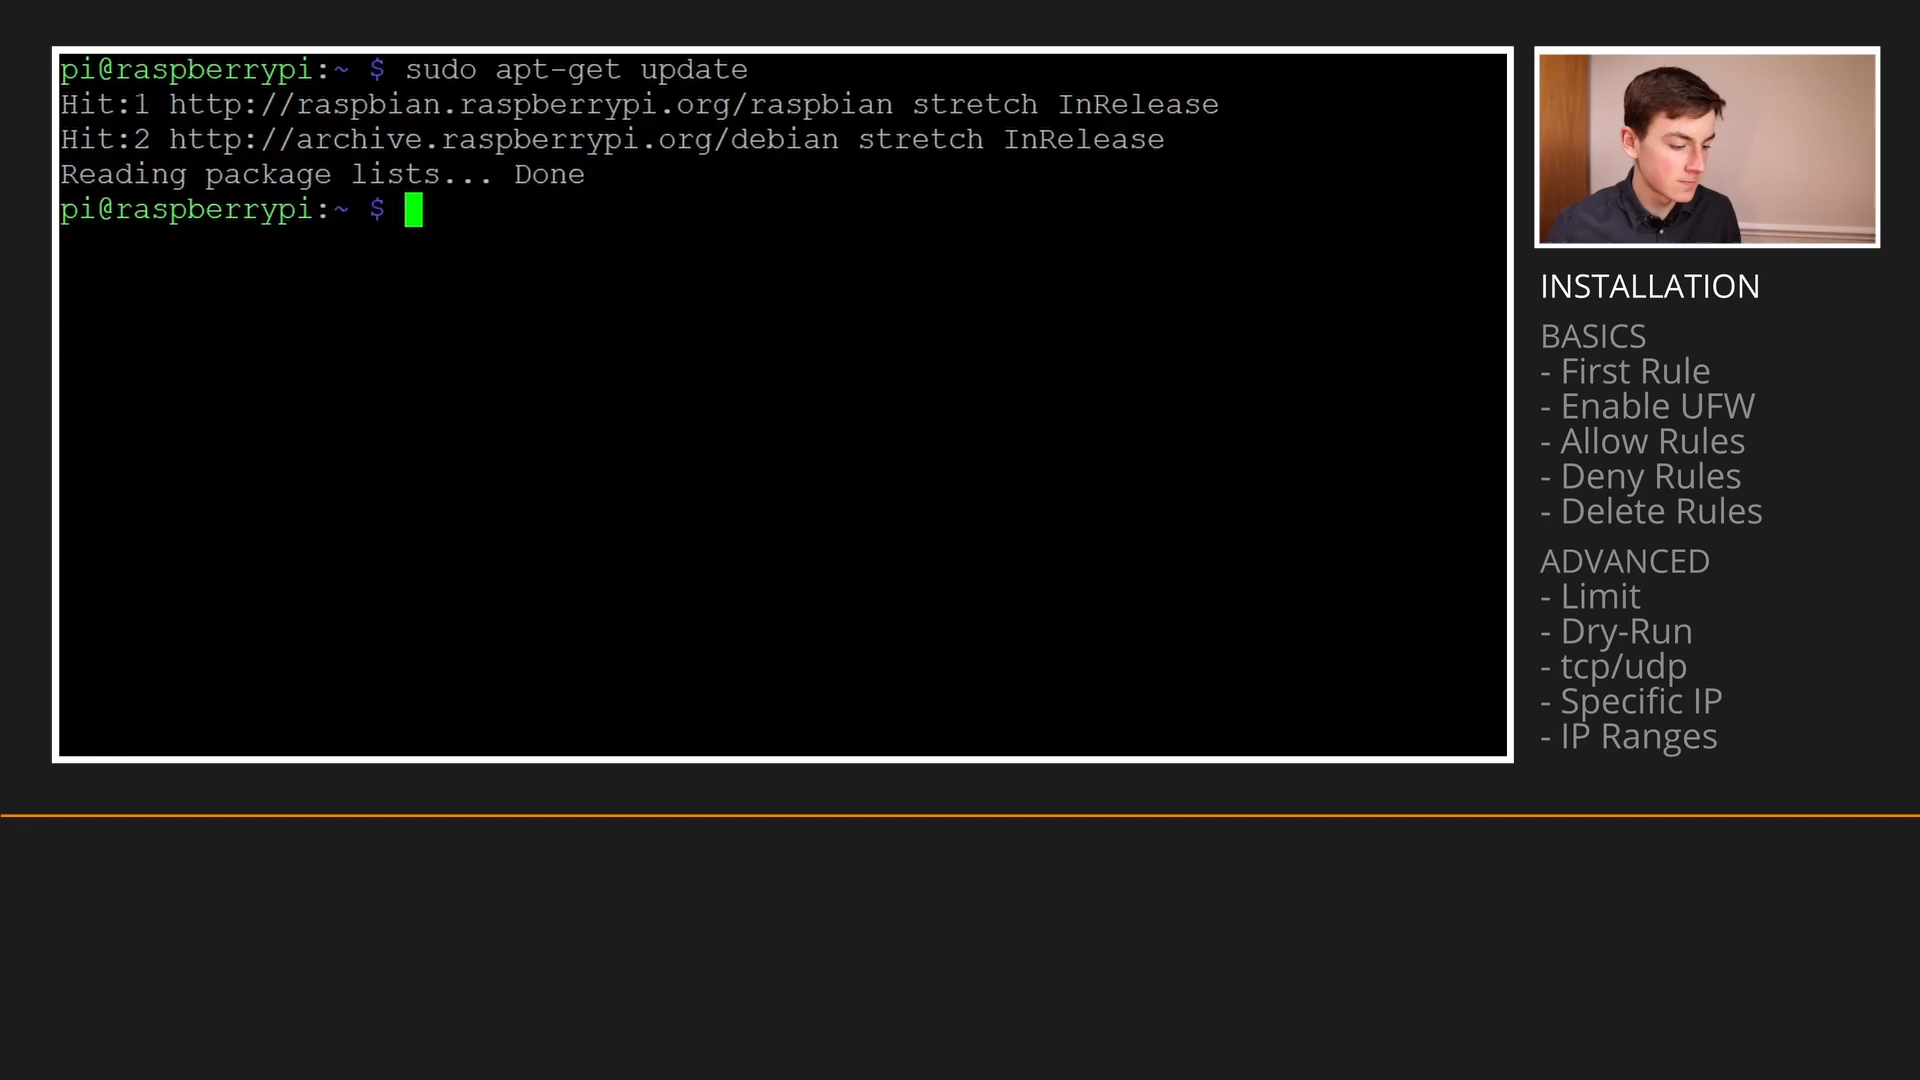 pi@raspberrypi:~ $ sudo apt-get update
Hit:1 http://raspbian.raspberrypi.org/raspbian stretch InRelease
Hit:2 http://archive.raspberrypi.org/debian stretch InRelease
Reading package lists... Done
pi@raspberrypi:~ $
INSTALLATION
BASICS
- First Rule
- Enable UFW
- Allow Rules
- Deny Rules
- Delete Rules
ADVANCED
- Limit
- Dry-Run
- tcp/udp
- Specific IP
- IP Ranges